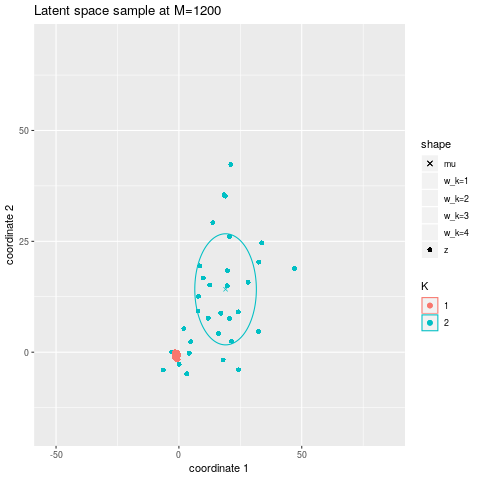 Latent space sample at M=1200
coordinate 2
50
25
0
-50
0
50
coordinate 1
shape
mu
w_k=1
w_k=2
w_k=3
w_k=4
z
K
1
2